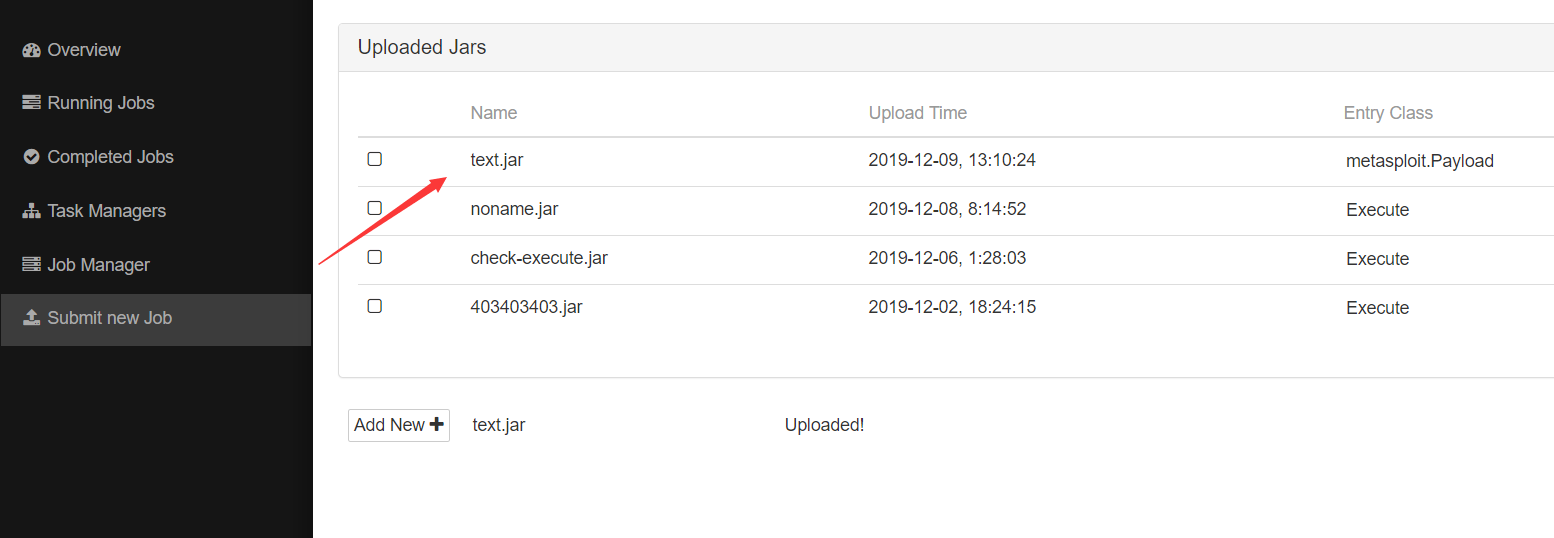 Overview
Running Jobs
Completed Jobs
Task Managers
Job Manager
Submit new Job
Uploaded Jars
Name Upload Time Entry Class
text.jar 2019-12-09, 13:10:24 metasploit.Payload
noname.jar 2019-12-08, 8:14:52 Execute
check-execute.jar 2019-12-06, 1:28:03 Execute
403403403.jar 2019-12-02, 18:24:15 Execute
Add New text.jar Uploaded!